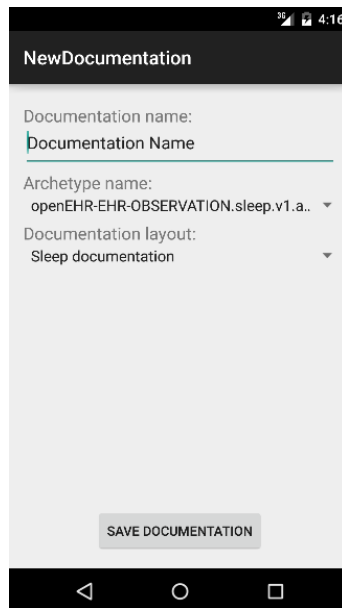 3G 4:16
NewDocumentation
Documentation name:
Documentation Name
Archetype name:
openEHR-EHR-OBSERVATION.sleep.v1.a..
Documentation layout:
Sleep documentation
SAVE DOCUMENTATION